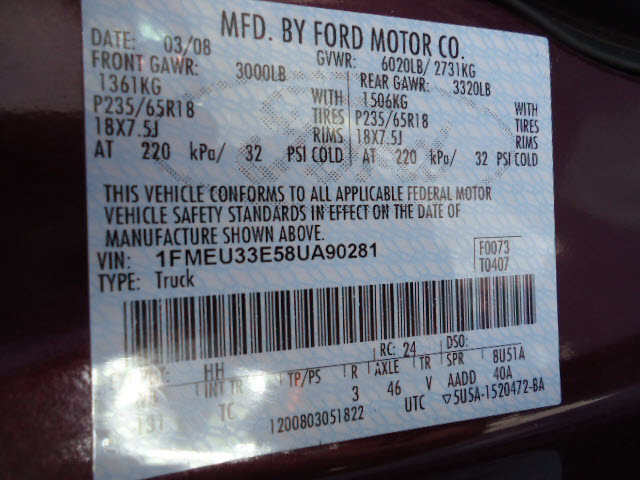 MFD. BY FORD MOTOR CO.
DATE: 03/08 GVWR: 6020LB/ 2731KG
FRONT GAWR: 3000LB REAR GAWR: 3320LB
1361KG WITH 1506KG WITH
P235/65R18 TIRES P235/65R18 TIRES
18X7.5J RIMS 18X7.5J RIMS
AT 220 kPa/ 32 PSI COLD AT 220 kPa/ 32 PSI COLD
THIS VEHICLE CONFORMS TO ALL APPLICABLE FEDERAL MOTOR
VEHICLE SAFETY STANDARDS IN EFFECT ON THE DATE OF
MANUFACTURE SHOWN ABOVE.
VIN: 1FMEU33E58UA90281 F0073
TYPE: Truck T0407
HH RC: 24 DSO:
INT TR TP/PS R AXLE TR SPR 8U51A
TC 3 46 V AADD 40A
1200803051822 UTC ▽5U5A-1520472-BA